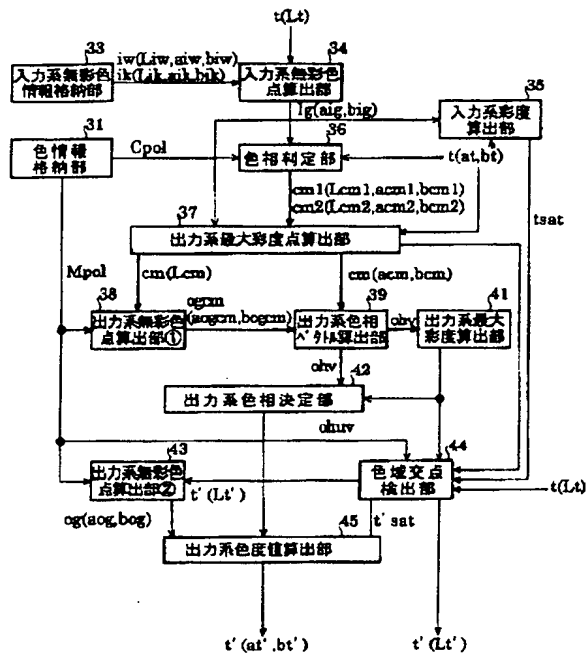 t(Lt)
33
iw(Liw,aiw,biw)
ik(Lik,aik,bik)
34
入力系無彩色
情報格納部
入力系無彩色
点算出部
35
入力系彩度
算出部
31
色情報
格納部
Cpol
Ig(aig,big)
36
色相判定部
t(at,bt)
cm1(Lcm1,acm1,bcm1)
cm2(Lcm2,acm2,bcm2)
tsat
37
出力系最大彩度点算出部
Mpol
cm(Lcm)
cm(acm,bcm)
38
出力系無彩色
点算出部①
ogcm
(aogcm,bogcm)
39
出力系色相
ベクトル算出部
ohv
41
出力系最大
彩度算出部
ohv
42
出力系色相決定部
ohuv
43
出力系無彩色
点算出部②
t'(Lt')
44
色域交点
検出部
t(Lt)
og(aog,bog)
45
t'sat
出力系色度値算出部
t'(at',bt')
t'(Lt')